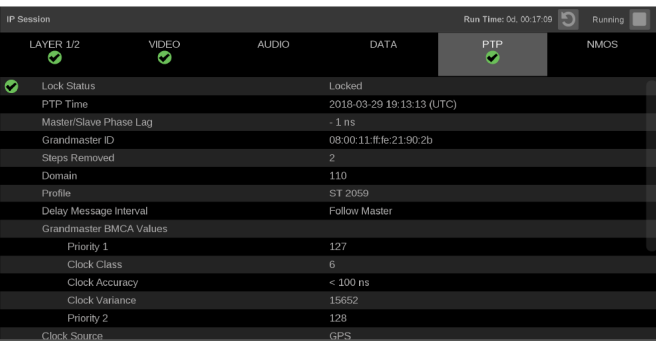 IP Session Run Time: 0d, 00:17:09 Running
LAYER 1/2 VIDEO AUDIO DATA PTP NMOS
Lock Status Locked
PTP Time 2018-03-29 19:13:13 (UTC)
Master/Slave Phase Lag - 1 ns
Grandmaster ID 08:00:11:ff:fe:21:90:2b
Steps Removed 2
Domain 110
Profile ST 2059
Delay Message Interval Follow Master
Grandmaster BMCA Values
Priority 1 127
Clock Class 6
Clock Accuracy < 100 ns
Clock Variance 15652
Priority 2 128
Clock Source GPS